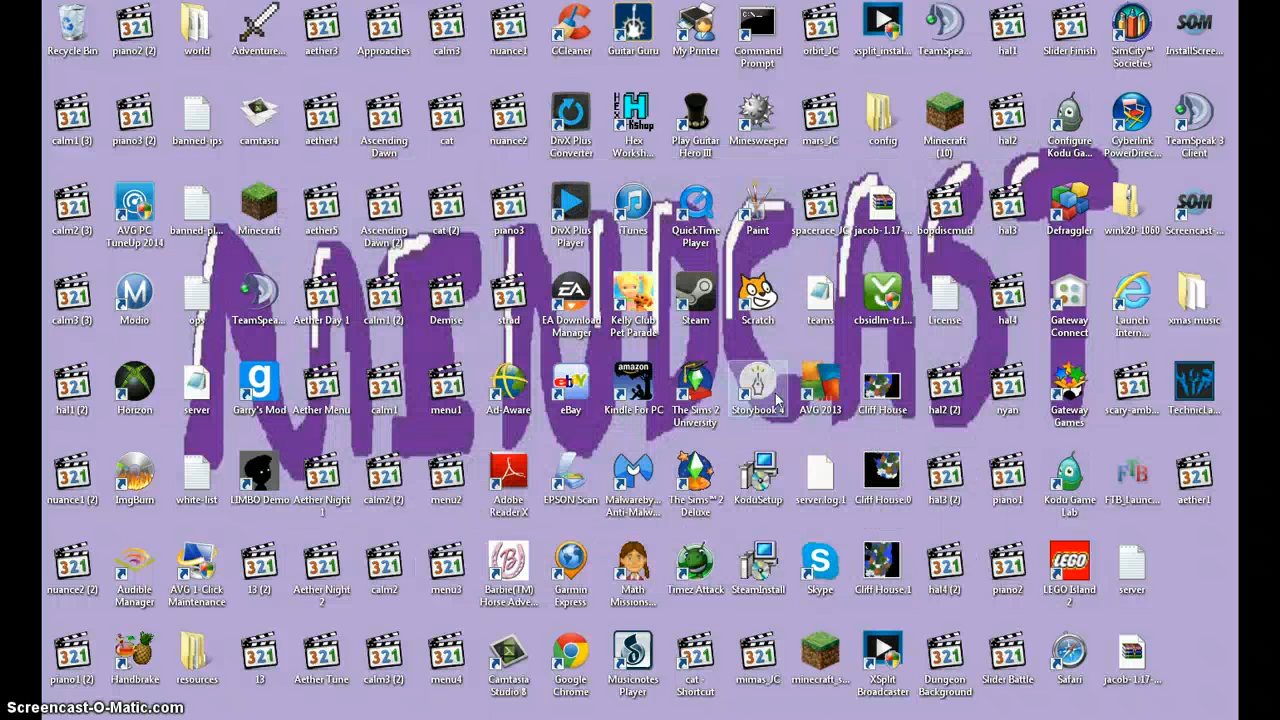 Recycle Bin piano2 (2) world Adventure... aether3 Approaches calm3 nuance1 CCleaner Guitar Guru My Printer Command Prompt orbit_JC xsplit_instal... TeamSpea... hal1 Slider Finish SimCity™ Societies InstallScree...
calm1 (3) piano3 (2) banned-ips camtasia aether4 Ascending Dawn cat nuance2 DivX Plus Converter Hex Worksh... Play Guitar Hero III Minesweeper mars_JC config Minecraft (10) hal2 Configure Kodu Ga... Cyberlink PowerDirec... TeamSpeak 3 Client
calm2 (3) AVG PC TuneUp 2014 banned-pl... Minecraft aether5 Ascending Dawn (2) cat (2) piano3 DivX Plus Player iTunes QuickTime Player Paint spacerace_JC jacob-1.17-... bopdiscmud hal3 Defraggler wink20-1060 Screencast-...
MINDCAST
calm3 (3) Modio ops TeamSpea... Aether Day 1 calm1 (2) Demise strad EA Download Manager Kelly Club Pet Parade Steam Scratch teams cbsidlm-tr1... License hal4 Gateway Connect Launch Intern... xmas music
hal1 (2) Horizon server Garry's Mod Aether Menu calm1 menu1 Ad-Aware eBay Kindle For PC The Sims 2 University Storybook 4 AVG 2013 Cliff House hal2 (2) nyan Gateway Games scary-amb... TechnicLa...
nuance1 (2) ImgBurn white-list LIMBO Demo Aether Night 1 calm2 (2) menu2 Adobe Reader X EPSON Scan Malwareby... Anti-Malw... The Sims™ 2 Deluxe KoduSetup server.log.1 Cliff House.0 hal3 (2) piano1 Kodu Game Lab FTB_Launc... aether1
nuance2 (2) Audible Manager AVG 1-Click Maintenance 13 (2) Aether Night 2 calm2 menu3 Barbie(TM) Horse Adve... Garmin Express Math Missions... Timez Attack SteamInstall Skype Cliff House.1 hal4 (2) piano2 LEGO Island 2 server
piano1 (2) Handbrake resources 13 Aether Tune calm3 (2) menu4 Camtasia Studio 8 Google Chrome Musicnotes Player cat - Shortcut mimas_JC minecraft_s... XSplit Broadcaster Dungeon Background Slider Battle Safari jacob-1.17-...
Screencast-O-Matic.com